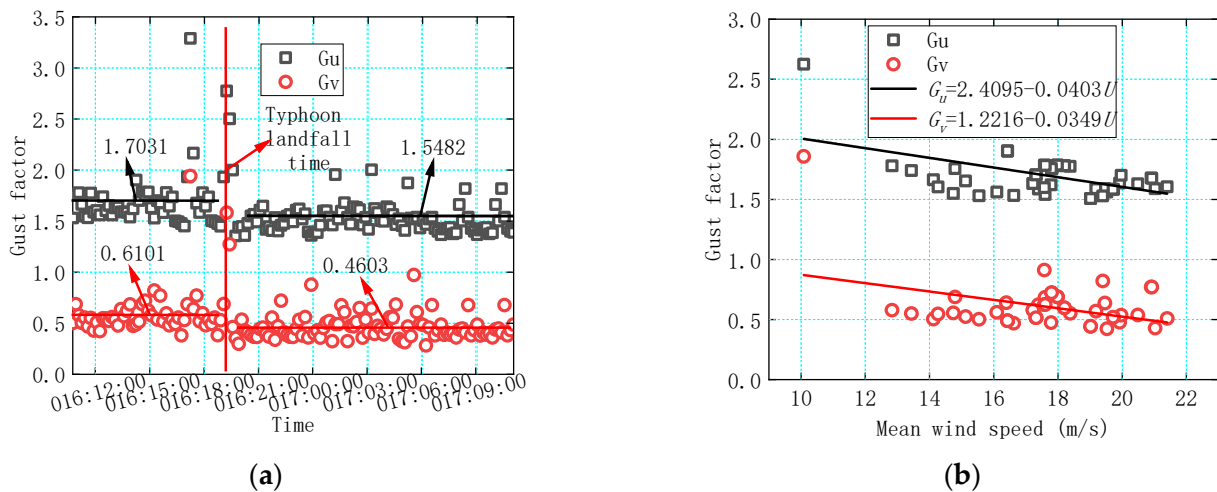 3.5
3.0
2.5
2.0
1.5
1.0
0.5
0.0
Gust factor
Gu
Gv
Typhoon
landfall
time
1.7031
1.5482
0.6101
0.4603
016:12:00
016:15:00
016:18:00
016:21:00
017:00:00
017:03:00
017:06:00
017:09:00
Time
(a)
3.0
2.5
2.0
1.5
1.0
0.5
0.0
Gust factor
Gu
Gv
Gu=2.4095-0.0403U
Gv=1.2216-0.0349U
10 12 14 16 18 20 22
Mean wind speed (m/s)
(b)